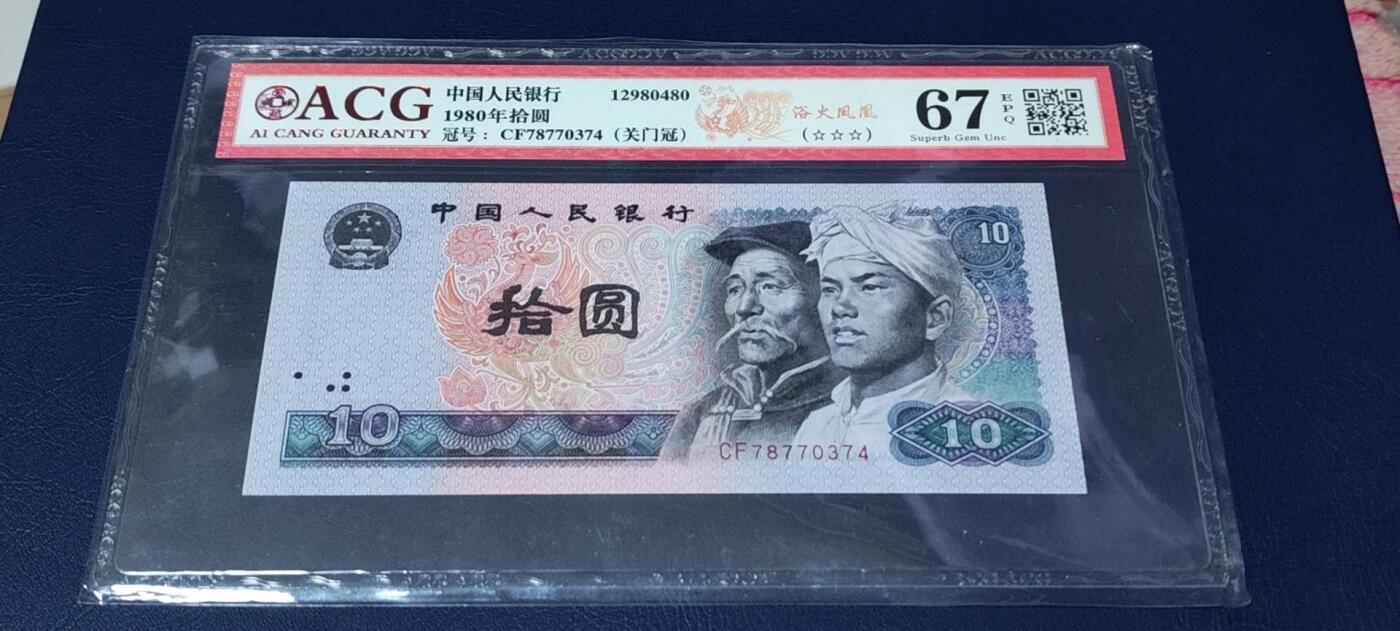 ACG
AI CANG GUARANTY
中国人民银行 12980480
1980年拾圆
冠号: CF78770374 (关门冠)
浴火凤凰
(☆☆☆)
67
EPQ
Superb Gem Unc
中国人民银行
10
拾圆
10
CF78770374
10